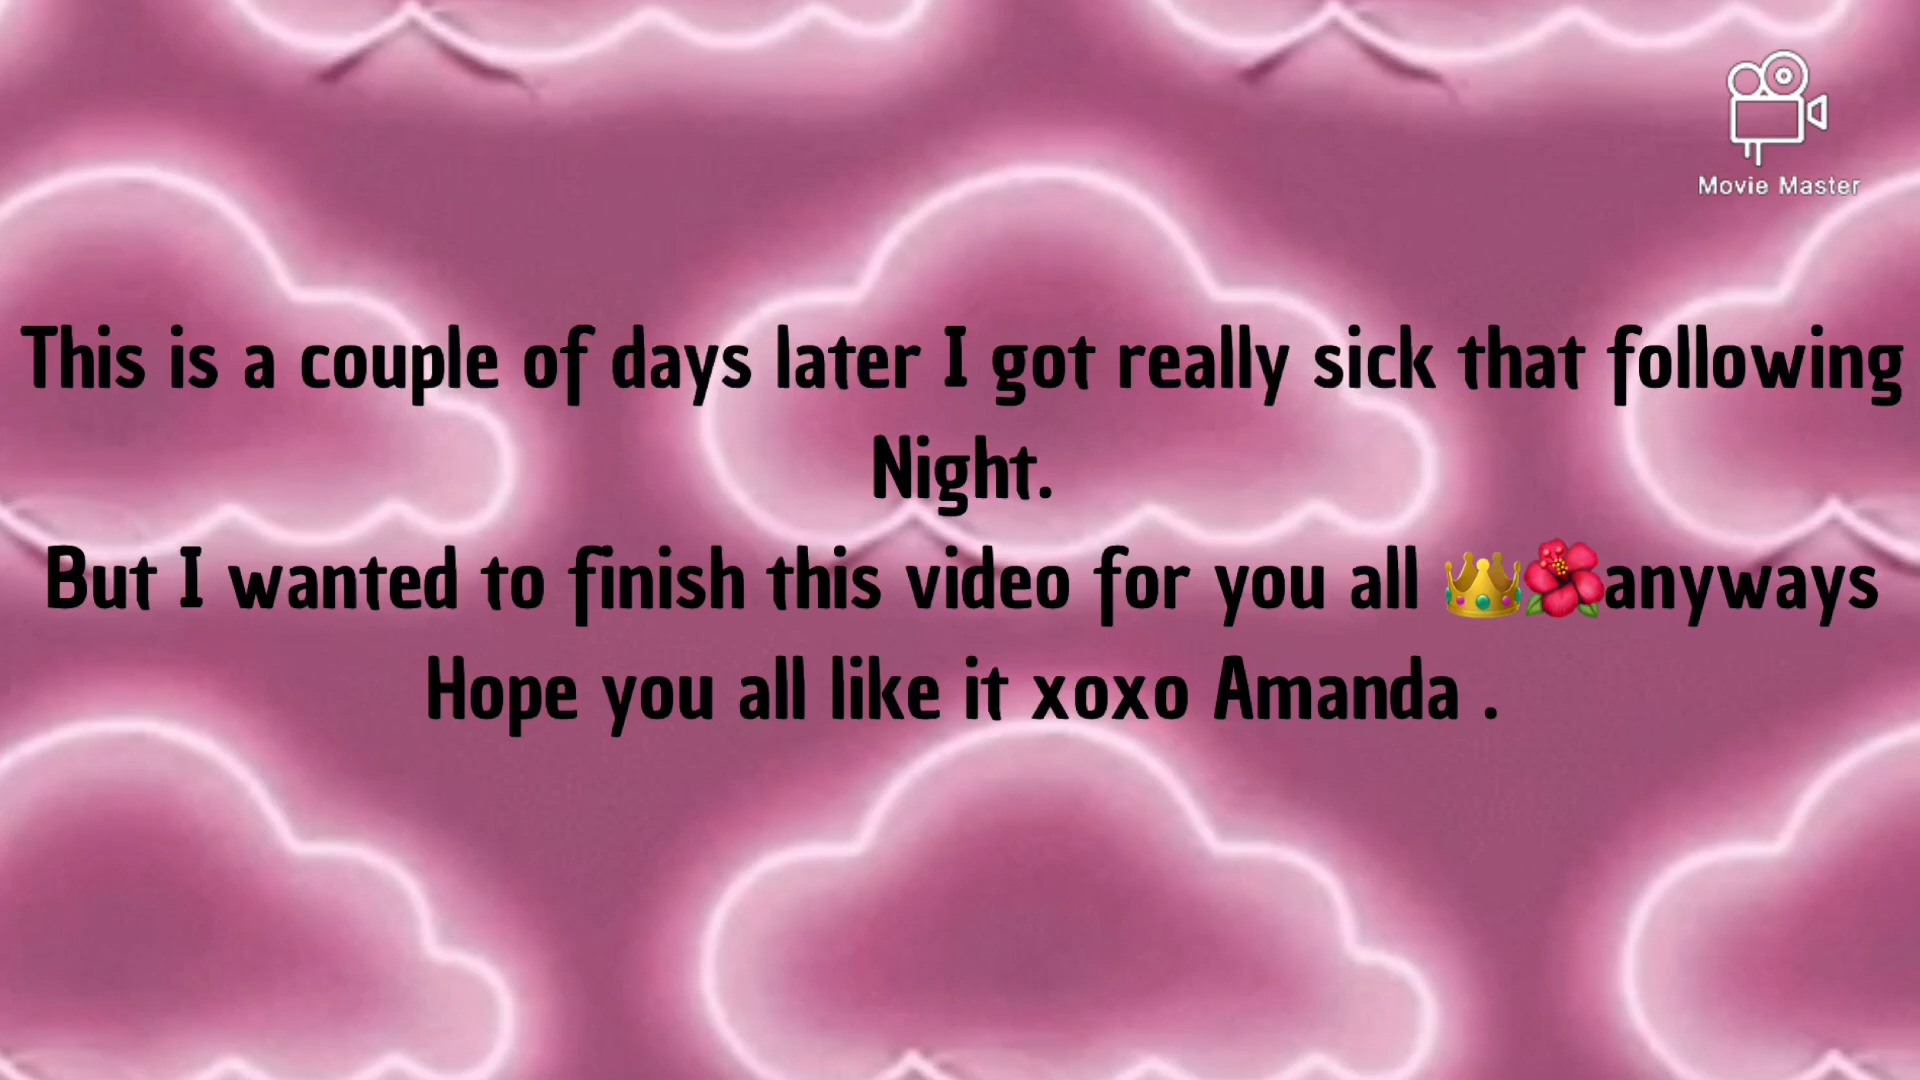 Movie Master
This is a couple of days later I got really sick that following
Night.
But I wanted to finish this video for you all 👑🌺anyways
Hope you all like it xoxo Amanda .